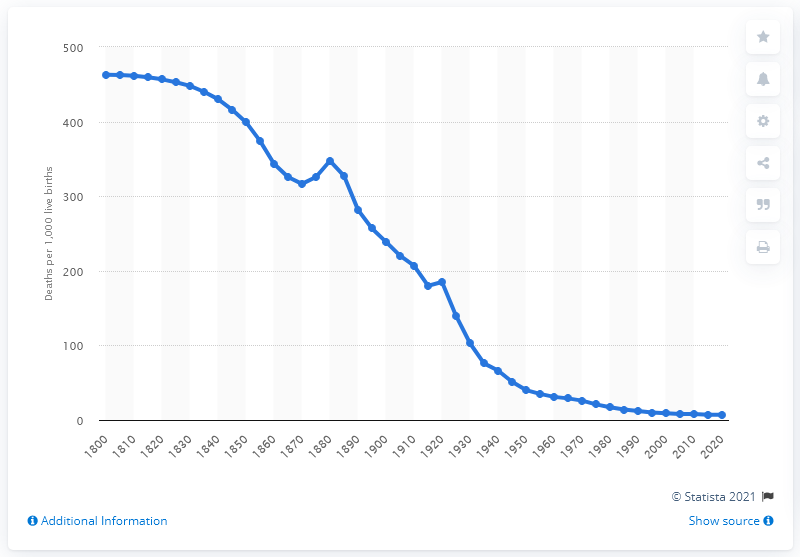 500
400
300
200
100
0
Deaths per 1,000 live births
1800 1810 1820 1830 1840 1850 1860 1870 1880 1890 1900 1910 1920 1930 1940 1950 1960 1970 1980 1990 2000 2010 2020
© Statista 2021
Additional Information
Show source